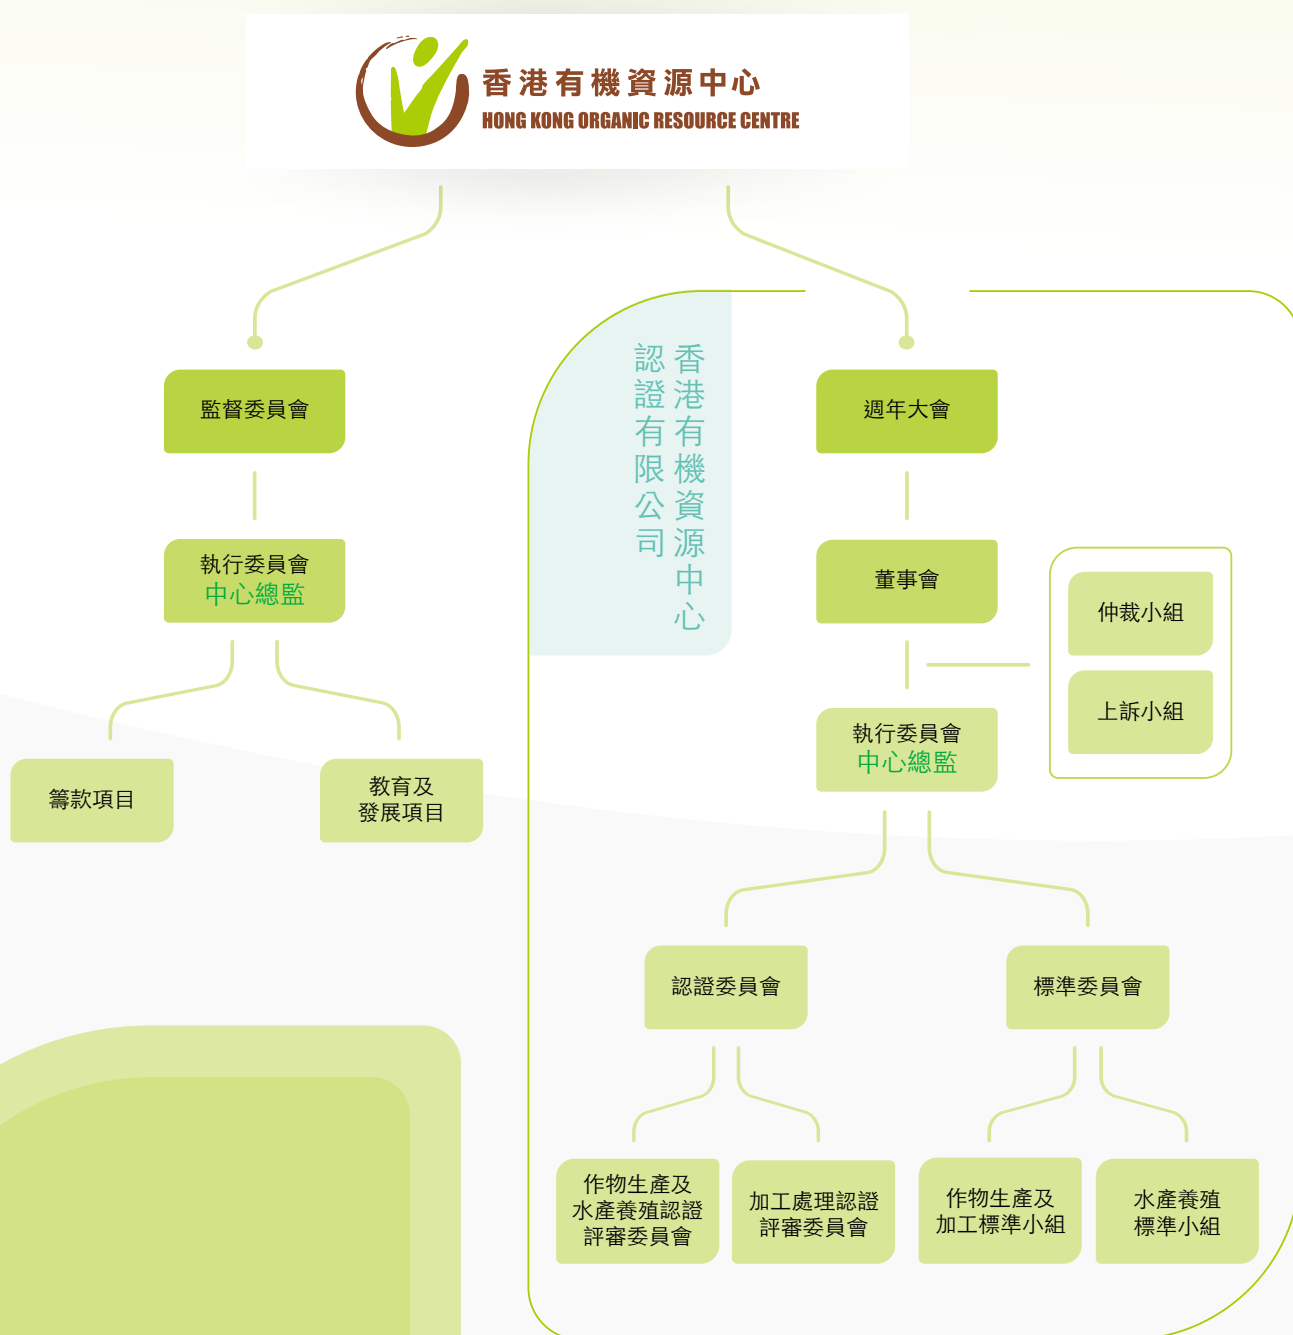 香港有機資源中心
HONG KONG ORGANIC RESOURCE CENTRE
監督委員會
執行委員會
中心總監
籌款項目
教育及
發展項目
香港有機資源中心
認證有限公司
週年大會
董事會
仲裁小組
上訴小組
執行委員會
中心總監
認證委員會
標準委員會
作物生產及
水產養殖認證
評審委員會
加工處理認證
評審委員會
作物生產及
加工標準小組
水產養殖
標準小組